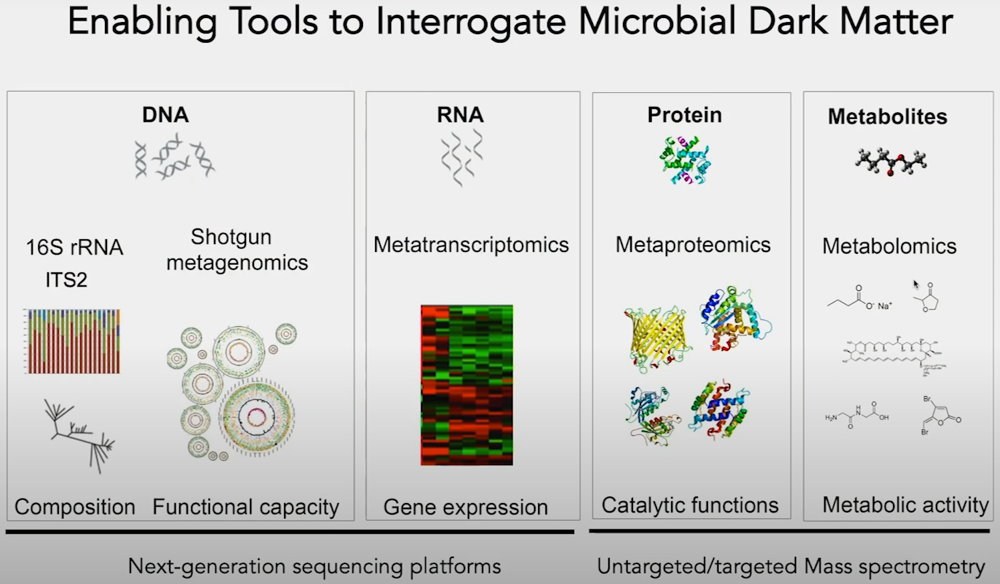 Enabling Tools to Interrogate Microbial Dark Matter
DNA
RNA
Protein
Metabolites
16S rRNA
ITS2
Shotgun
metagenomics
Metatranscriptomics
Metaproteomics
Metabolomics
O
O⁻ Na⁺
O
O
H₂N
O
H
N
O
OH
Br
O
O
Br
Composition
Functional capacity
Gene expression
Catalytic functions
Metabolic activity
Next-generation sequencing platforms
Untargeted/targeted Mass spectrometry